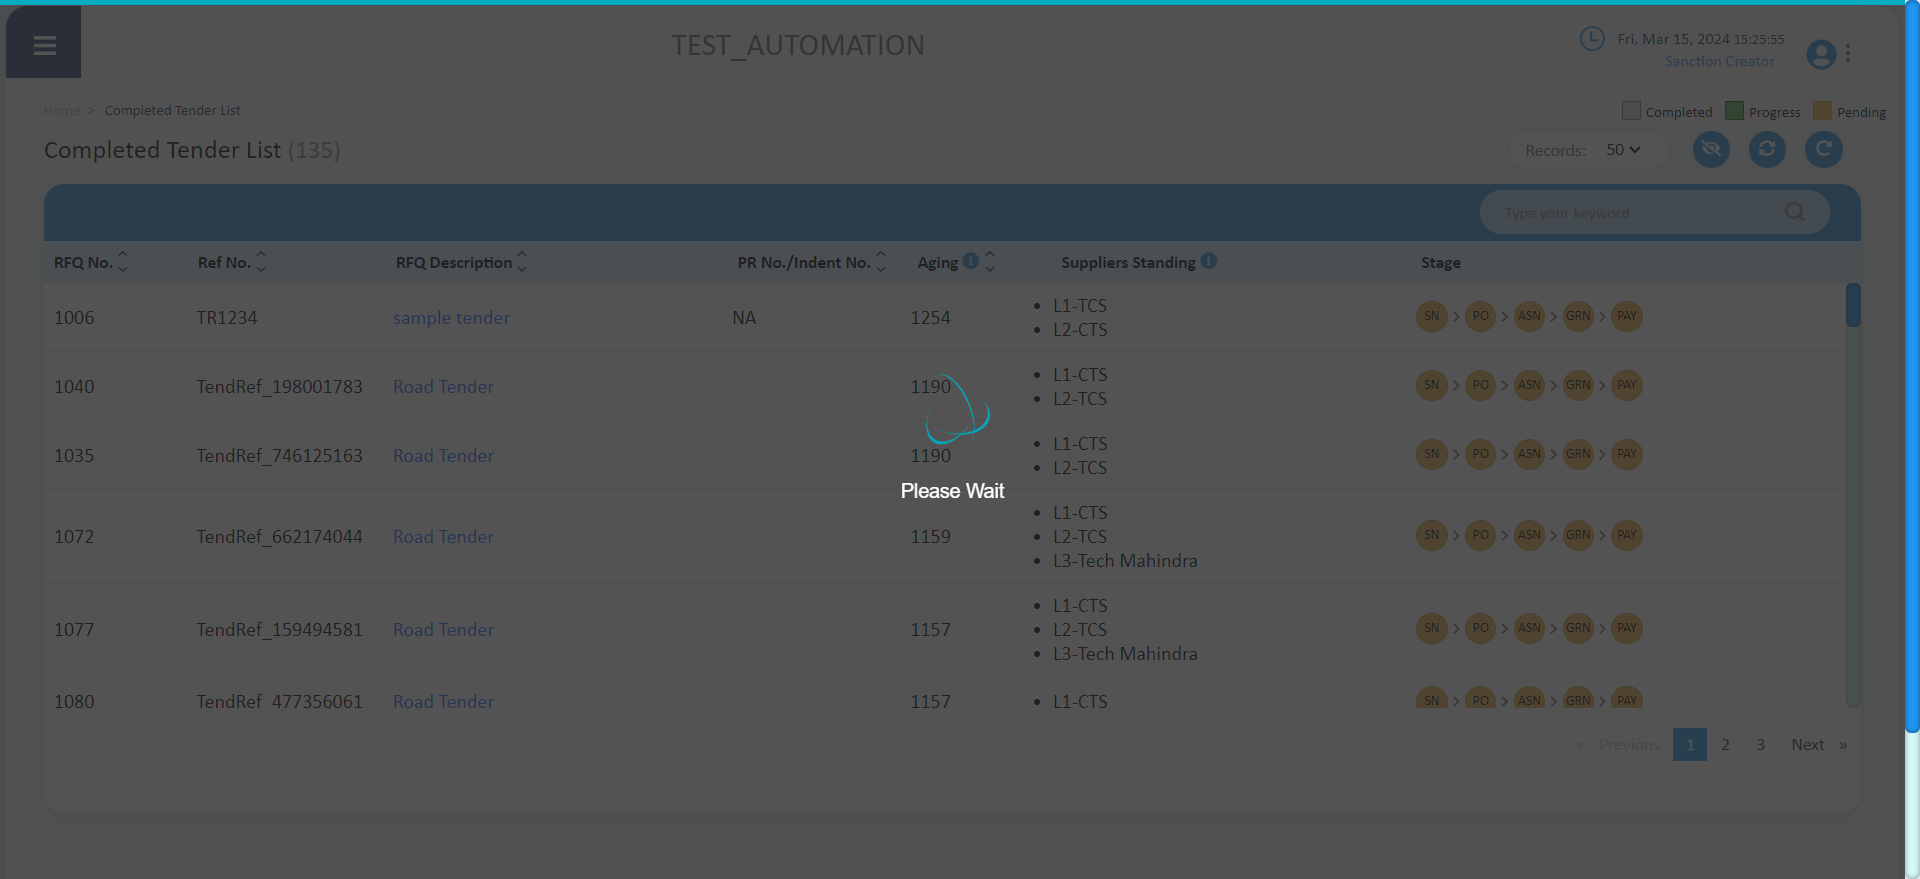 TEST_AUTOMATION
Fri, Mar 15, 2024 15:25:55
Sanction Creator
Home > Completed Tender List
Completed Progress Pending
Completed Tender List (135)
Records: 50
Type your keyword
RFQ No. Ref No. RFQ Description PR No./Indent No. Aging Suppliers Standing Stage
1006 TR1234 sample tender NA 1254 • L1-TCS SN > PO > ASN > GRN > PAY
• L2-CTS
1040 TendRef_198001783 Road Tender 1190 • L1-CTS SN > PO > ASN > GRN > PAY
• L2-TCS
1035 TendRef_746125163 Road Tender 1190 • L1-CTS SN > PO > ASN > GRN > PAY
• L2-TCS
Please Wait
1072 TendRef_662174044 Road Tender 1159 • L1-CTS SN > PO > ASN > GRN > PAY
• L2-TCS
• L3-Tech Mahindra
1077 TendRef_159494581 Road Tender 1157 • L1-CTS SN > PO > ASN > GRN > PAY
• L2-TCS
• L3-Tech Mahindra
1080 TendRef_477356061 Road Tender 1157 • L1-CTS SN > PO > ASN > GRN > PAY
« Previous 1 2 3 Next »